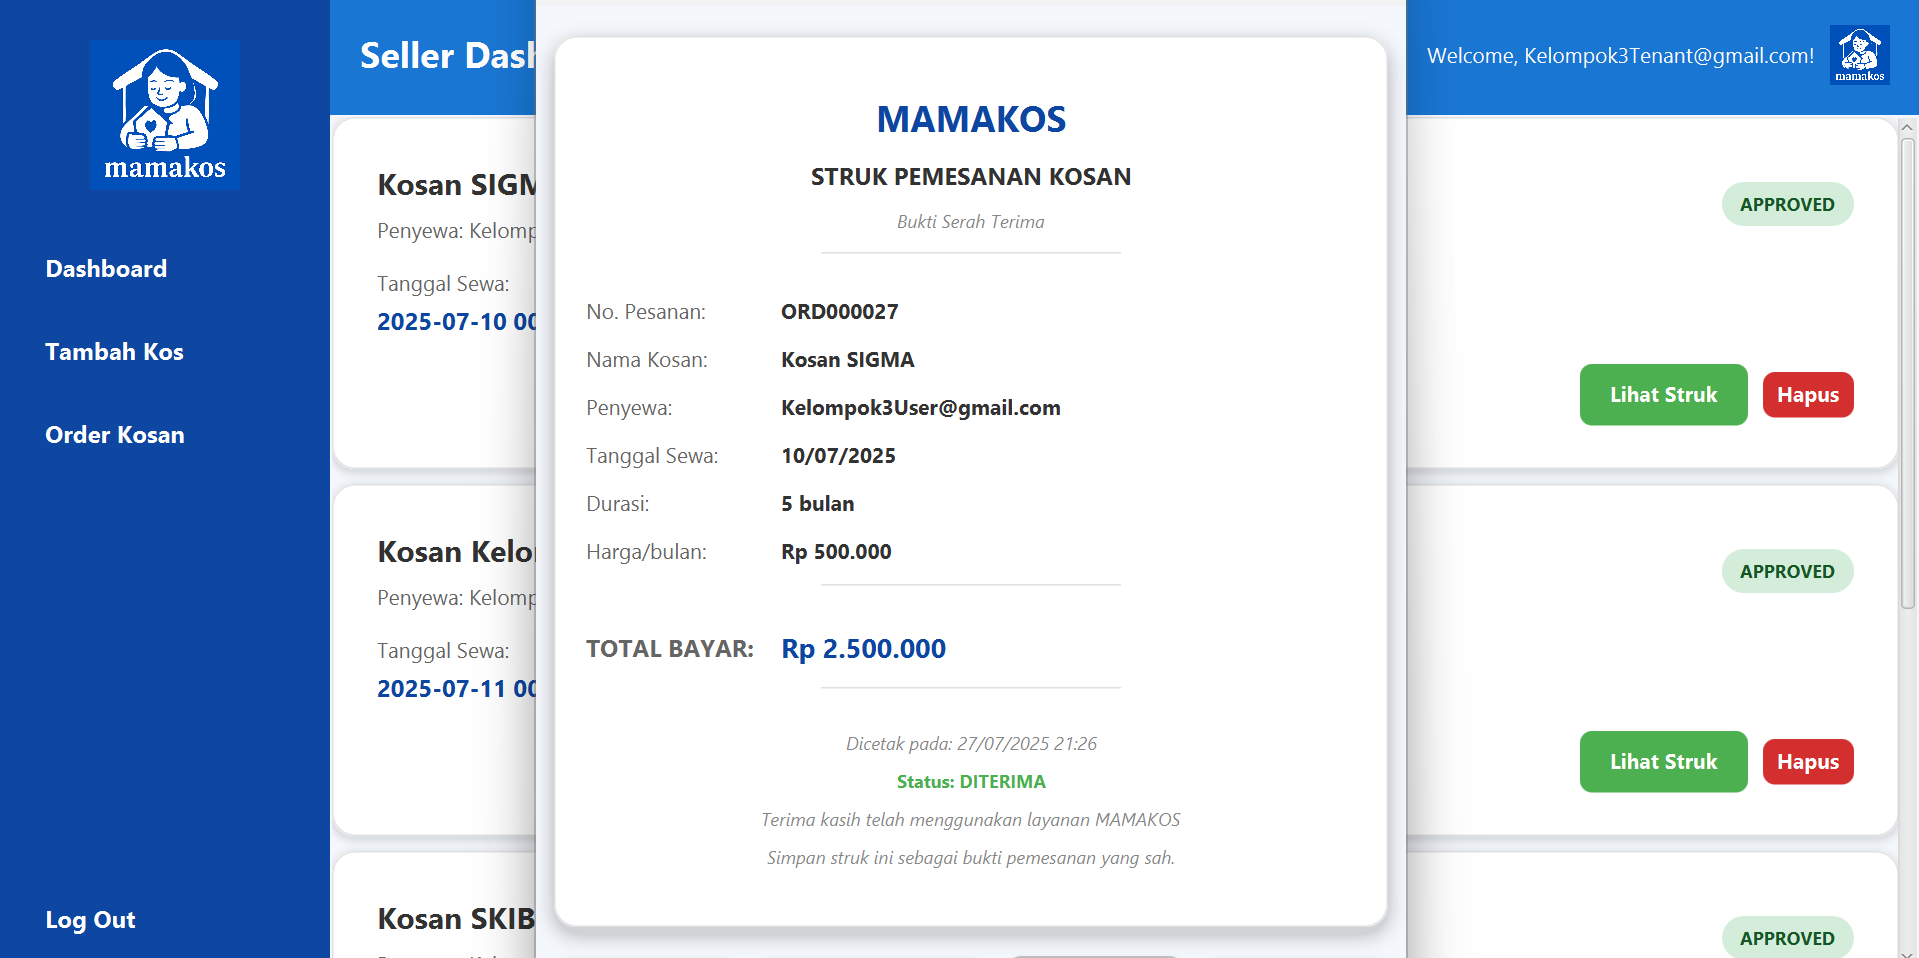 mamakos
Dashboard
Tambah Kos
Order Kosan
Log Out
Seller Dash
Welcome, Kelompok3Tenant@gmail.com!
mamakos
Kosan SIGM
Penyewa: Kelomp
Tanggal Sewa:
2025-07-10 00
APPROVED
Lihat Struk
Hapus
Kosan Kelo
Penyewa: Kelomp
Tanggal Sewa:
2025-07-11 00
APPROVED
Lihat Struk
Hapus
Kosan SKIB
APPROVED
MAMAKOS
STRUK PEMESANAN KOSAN
Bukti Serah Terima
No. Pesanan: ORD000027
Nama Kosan: Kosan SIGMA
Penyewa: Kelompok3User@gmail.com
Tanggal Sewa: 10/07/2025
Durasi: 5 bulan
Harga/bulan: Rp 500.000
TOTAL BAYAR: Rp 2.500.000
Dicetak pada: 27/07/2025 21:26
Status: DITERIMA
Terima kasih telah menggunakan layanan MAMAKOS
Simpan struk ini sebagai bukti pemesanan yang sah.